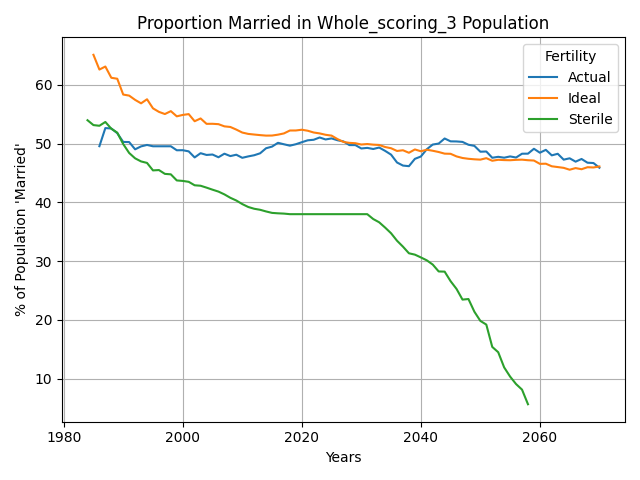 Proportion Married in Whole_scoring_3 Population
% of Population 'Married'
60
50
40
30
20
10
Fertility
Actual
Ideal
Sterile
1980
2000
2020
2040
2060
Years